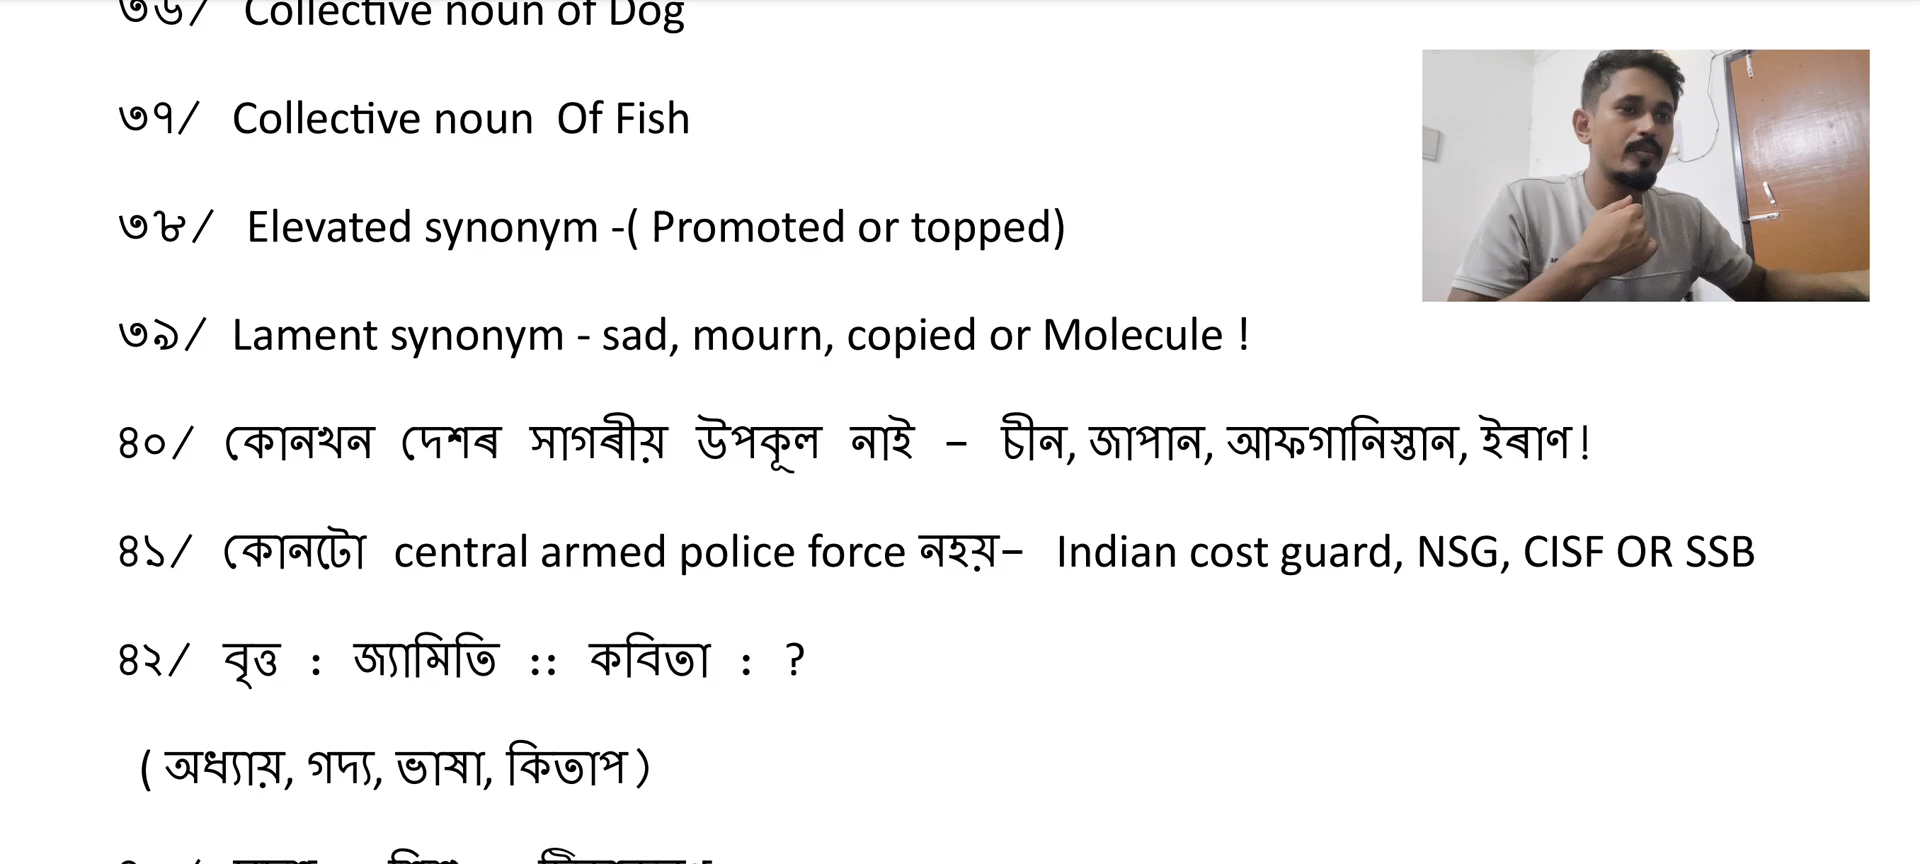 ৩৬/ Collective noun of Dog
৩৭/ Collective noun Of Fish
৩৮/ Elevated synonym -( Promoted or topped)
৩৯/ Lament synonym - sad, mourn, copied or Molecule !
৪০/ কোনখন দেশৰ সাগৰীয় উপকূল নাই – চীন, জাপান, আফগানিস্তান, ইৰাণ!
৪১/ কোনটো central armed police force নহয়– Indian cost guard, NSG, CISF OR SSB
৪২/ বৃত্ত : জ্যামিতি :: কবিতা : ?
( অধ্যায়, গদ্য, ভাষা, কিতাপ)